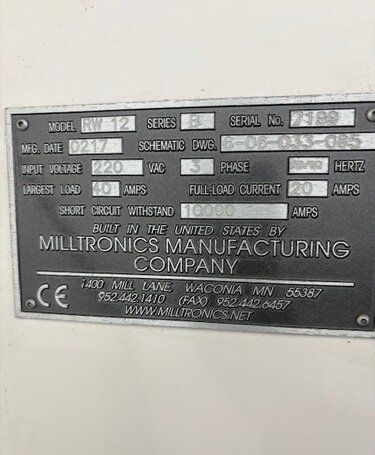 MODEL RW 12 SERIES B SERIAL No. 7189
MFG. DATE 0217 SCHEMATIC DWG. 6-06-033-085
INPUT VOLTAGE 220 VAC 3 PHASE HERTZ
LARGEST LOAD 40 AMPS FULL-LOAD CURRENT 20 AMPS
SHORT CIRCUIT WITHSTAND 10000 AMPS
BUILT IN THE UNITED STATES BY
MILLTRONICS MANUFACTURING
COMPANY
1400 MILL LANE, WACONIA MN 55387
952.442.1410 (FAX) 952.442.6457
WWW.MILLTRONICS.NET
CE